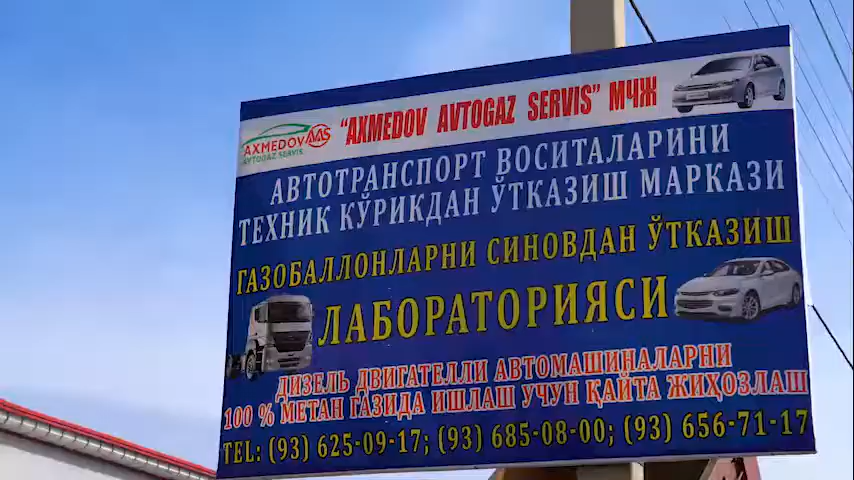 AXMEDOV AAS
AVTOGAZ SERVIS
"AXMEDOV AVTOGAZ SERVIS" МЧЖ
АВТОТРАНСПОРТ ВОСИТАЛАРИНИ
ТЕХНИК КЎРИКДАН ЎТКАЗИШ МАРКАЗИ
ГАЗОБАЛЛОНЛАРНИ СИНОВДАН ЎТКАЗИШ
ЛАБОРАТОРИЯСИ
ДИЗЕЛЬ ДВИГАТЕЛЛИ АВТОМАШИНАЛАРНИ
100 % МЕТАН ГАЗИДА ИШЛАШ УЧУН ҚАЙТА ЖИҲОЗЛАШ
TEL: (93) 625-09-17; (93) 685-08-00; (93) 656-71-17